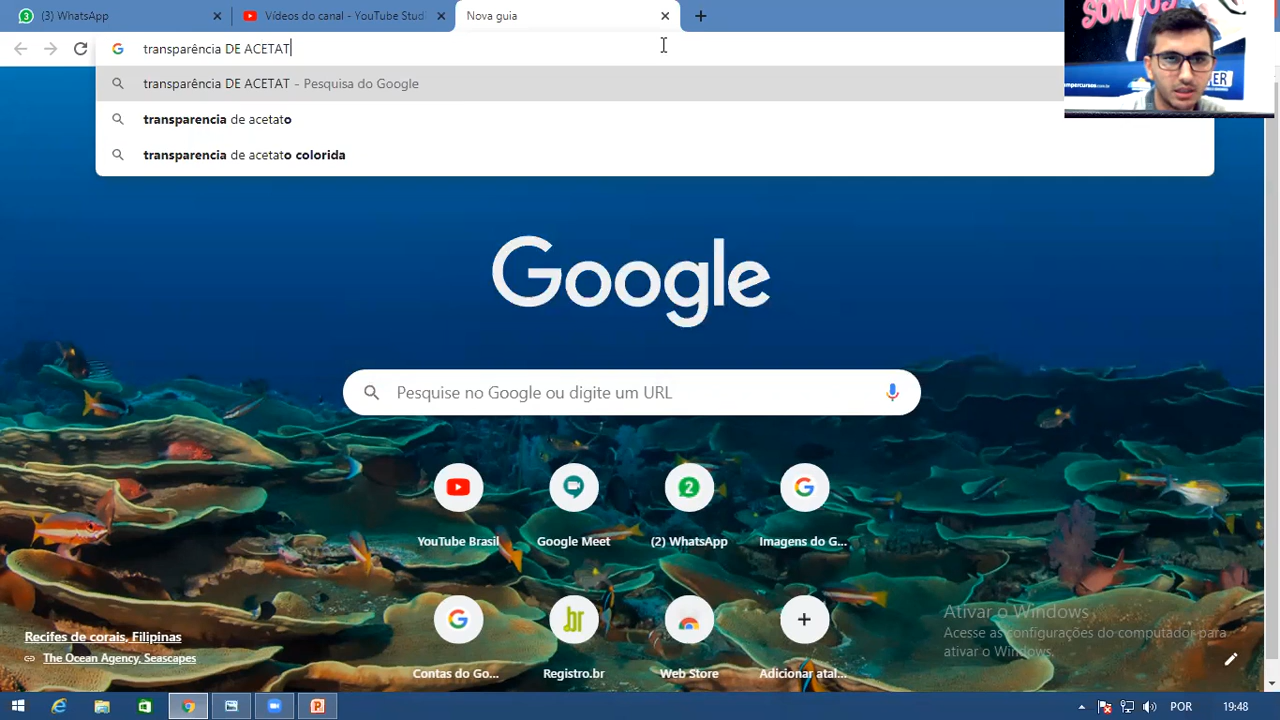 (3) WhatsApp
Vídeos do canal - YouTube Stud
Nova guia
transparência DE ACETAT
transparência DE ACETAT - Pesquisa do Google
transparencia de acetato
transparencia de acetato colorida
SOMOS
Google
Pesquise no Google ou digite um URL
2
YouTube Brasil
Google Meet
(2) WhatsApp
Imagens do G...
br
Contas do Go...
Registro.br
Web Store
Adicionar atal...
Recifes de corais, Filipinas
The Ocean Agency, Seascapes
Ativar o Windows
Acesse as configurações do computador para
ativar o Windows.
POR
19:48